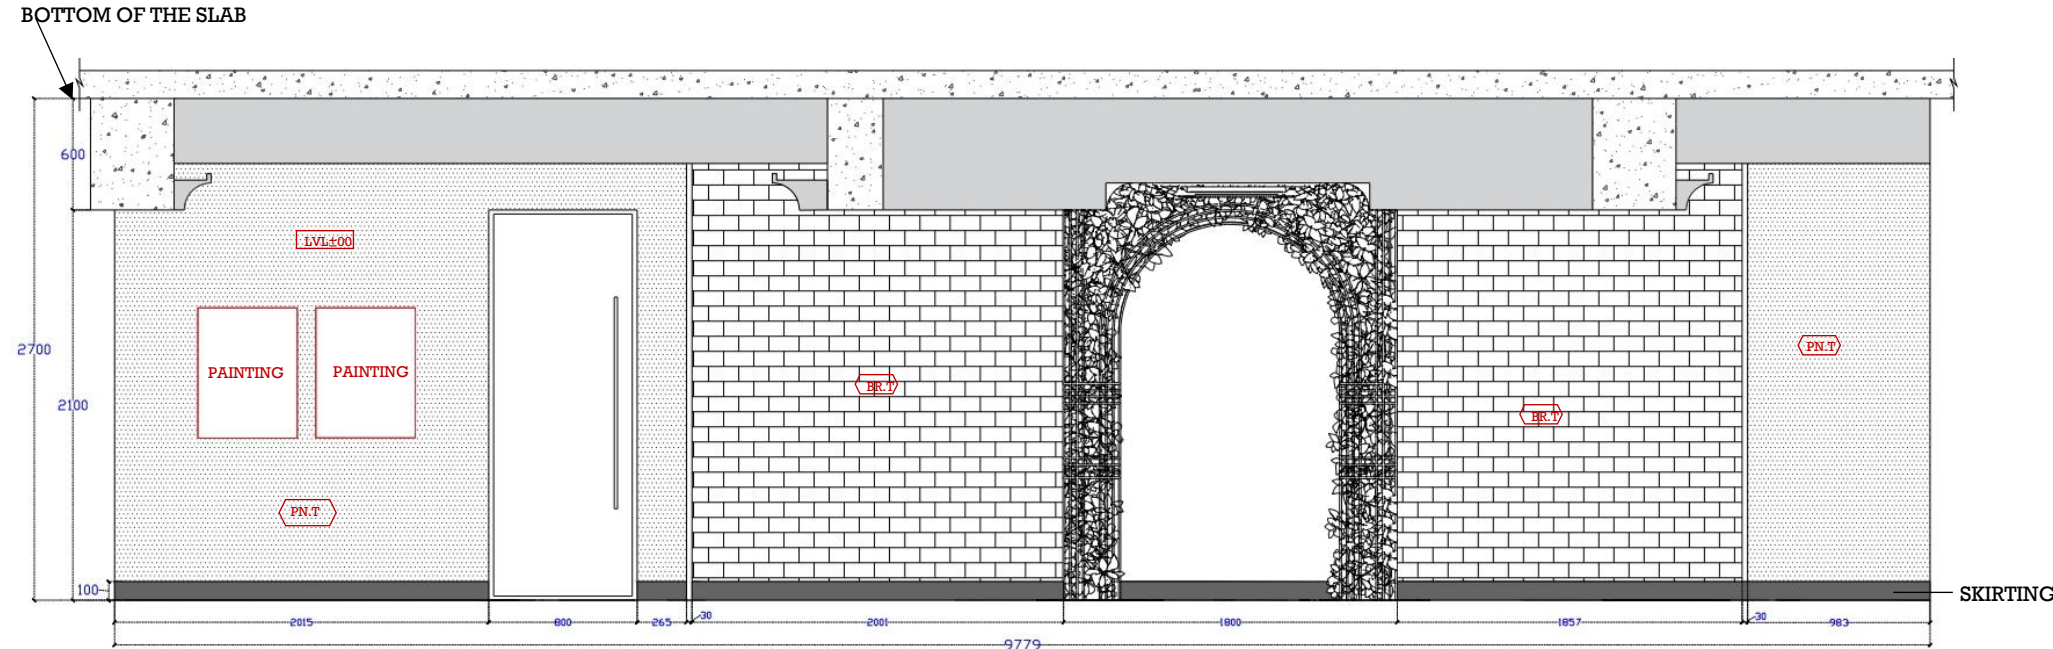 BOTTOM OF THE SLAB
600
LVL±00
2700
PN.T
PAINTING
PAINTING
BR.T
2100
BR.T
PN.T
100
SKIRTING
2015
800
265
30
2001
1800
1857
30
983
9779